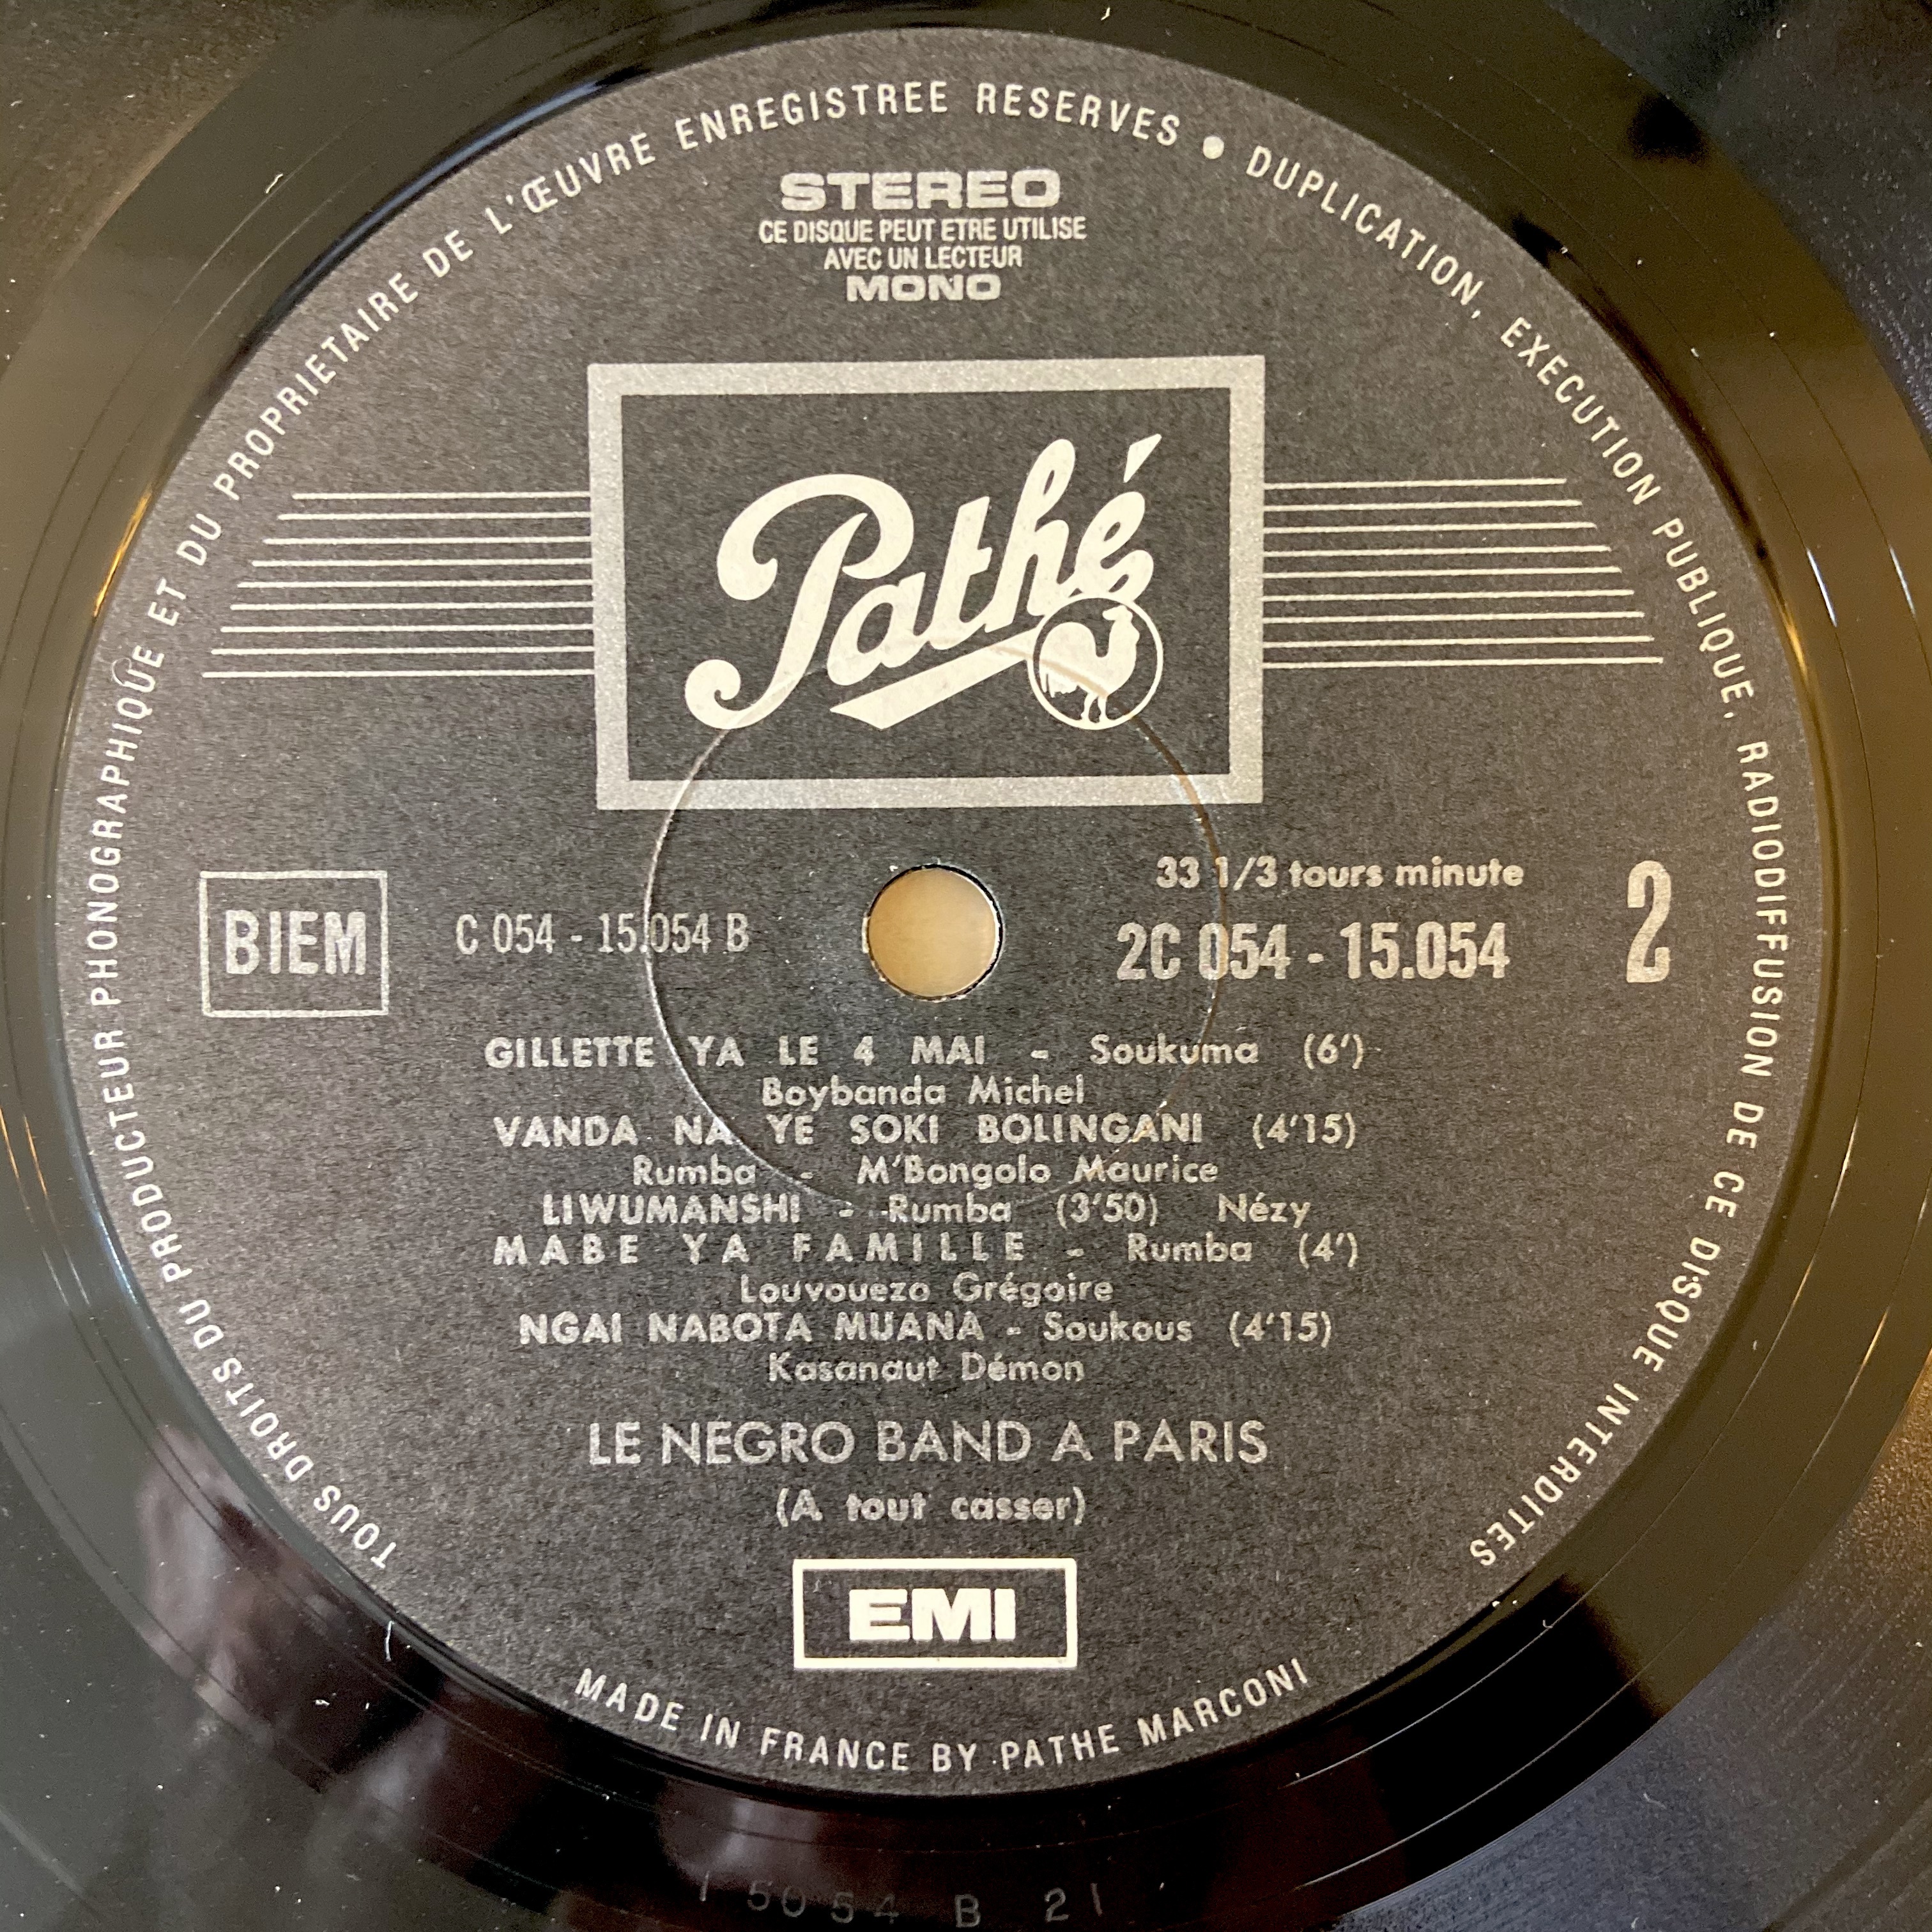 TOUS DROITS DU PRODUCTEUR PHONOGRAPHIQUE ET DU PROPRIETAIRE DE L'ŒUVRE ENREGISTREE RESERVES • DUPLICATION, EXECUTION PUBLIQUE, RADIODIFFUSION DE CE DISQUE INTERDITES
STEREO
CE DISQUE PEUT ETRE UTILISE
AVEC UN LECTEUR
MONO
Pathé
BIEM
C 054 - 15.054 B
33 1/3 tours minute
2C 054 - 15.054
2
GILLETTE YA LE 4 MAI - Soukuma (6')
Boybanda Michel
VANDA NA YE SOKI BOLINGANI (4'15)
Rumba - M'Bongolo Maurice
LIWUMANSHI - Rumba (3'50) Nézy
MABE YA FAMILLE - Rumba (4')
Louvouezo Grégoire
NGAI NABOTA MUANA - Soukous (4'15)
Kasanaut Démon
LE NEGRO BAND A PARIS
(A tout casser)
EMI
MADE IN FRANCE BY PATHE MARCONI
15054 B 21